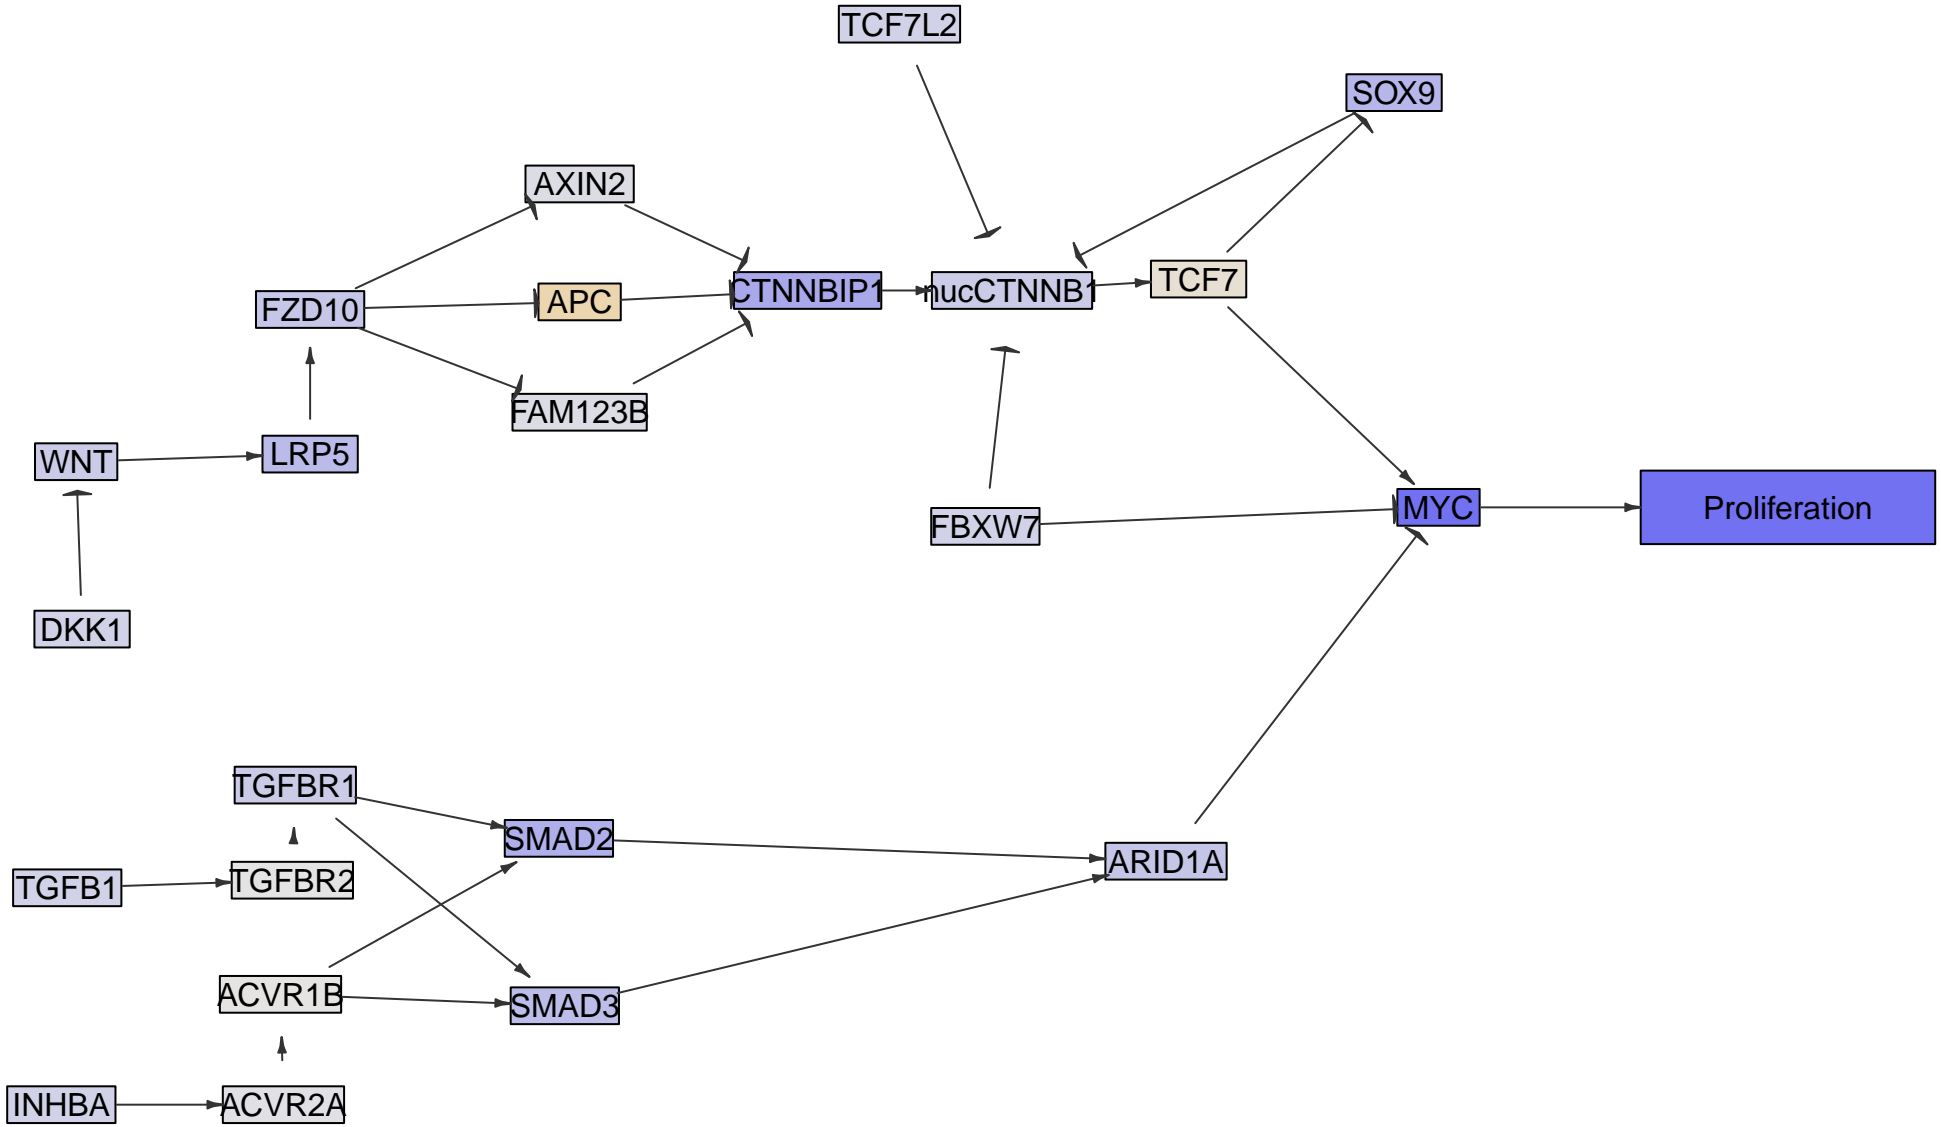 TCF7L2
SOX9
AXIN2
TCF7
CTNNBIP1
nucCTNNB1
APC
FZD10
FAM123B
LRP5
WNT
MYC
Proliferation
FBXW7
DKK1
TGFBR1
SMAD2
ARID1A
TGFBR2
TGFB1
ACVR1B
SMAD3
INHBA
ACVR2A